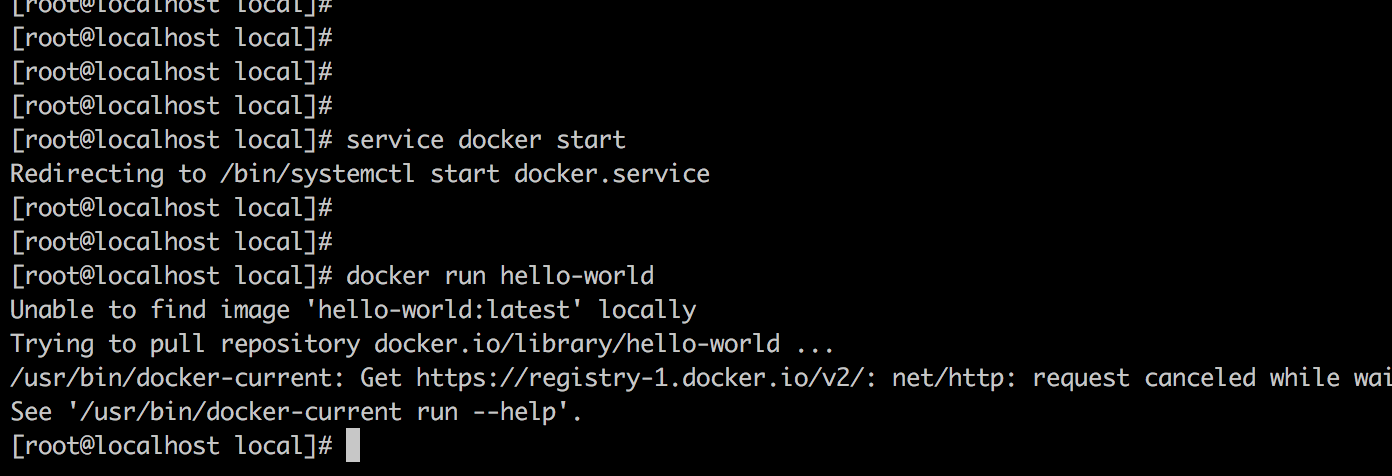 [root@localhost local]#
[root@localhost local]#
[root@localhost local]#
[root@localhost local]#
[root@localhost local]# service docker start
Redirecting to /bin/systemctl start docker.service
[root@localhost local]#
[root@localhost local]#
[root@localhost local]# docker run hello-world
Unable to find image 'hello-world:latest' locally
Trying to pull repository docker.io/library/hello-world ...
/usr/bin/docker-current: Get https://registry-1.docker.io/v2/: net/http: request canceled while wai
See '/usr/bin/docker-current run --help'.
[root@localhost local]#